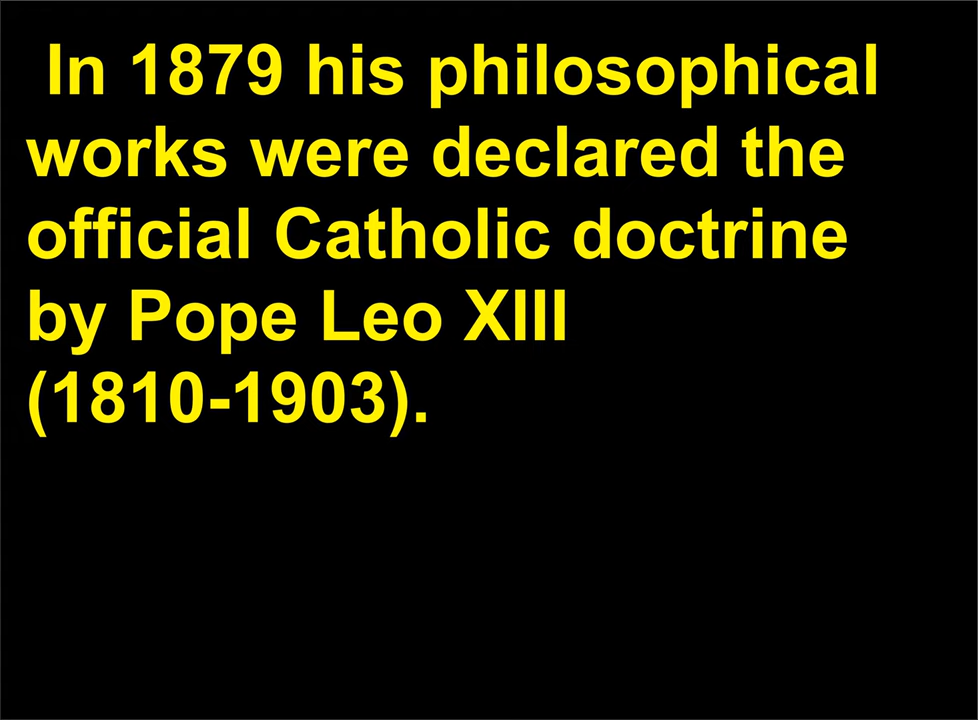 In 1879 his philosophical
works were declared the
official Catholic doctrine
by Pope Leo XIII
(1810-1903).